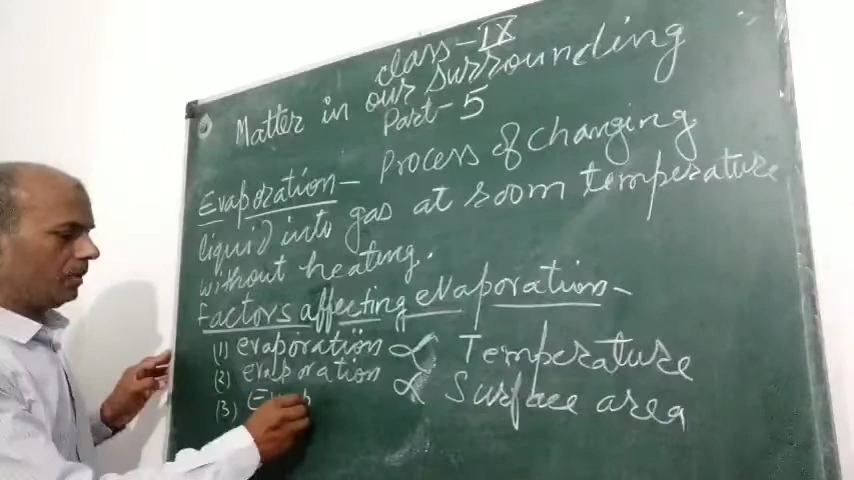 class-IX
Matter in our surrounding
Part-5
Evaporation- Process of changing
liquid into gas at room temperature
without heating.
Factors affecting evaporation-
(1) evaporation ∝ Temperature
(2) evaporation ∝ Surface area
(3)